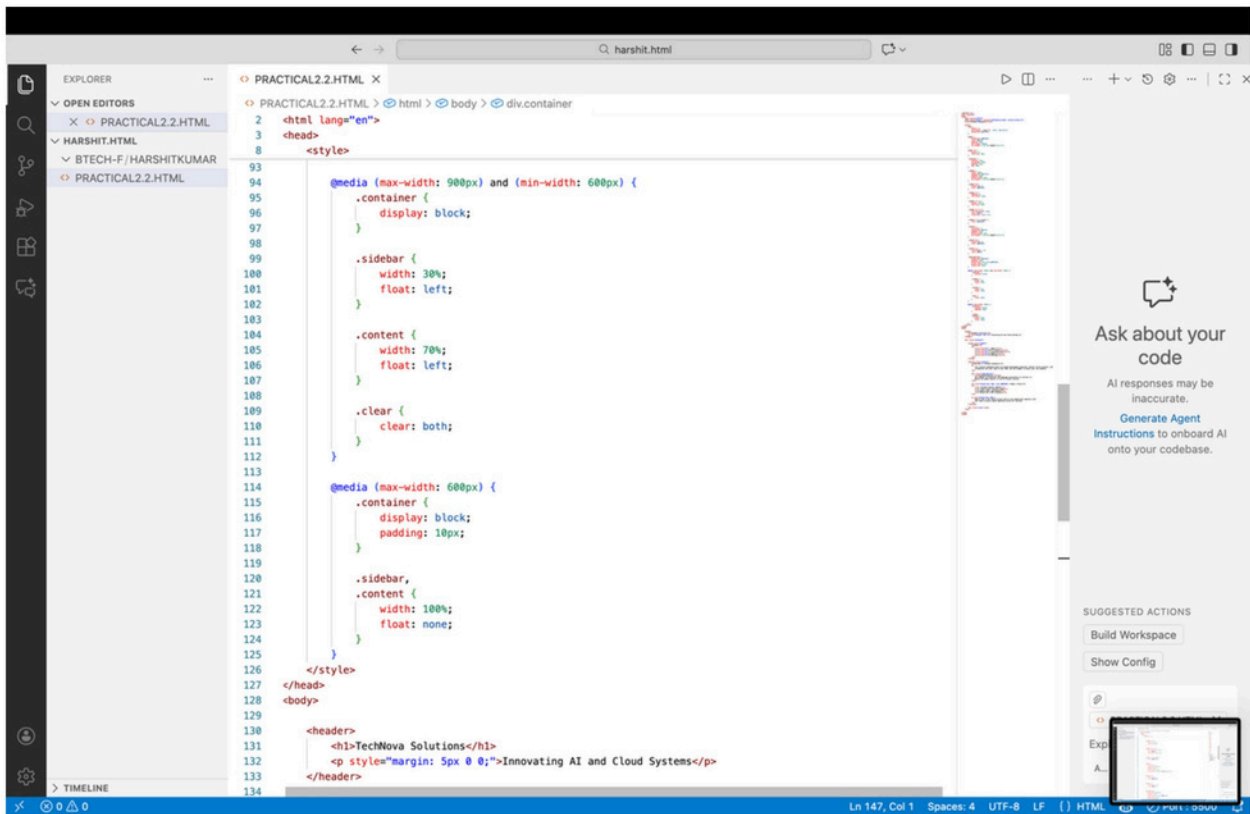 harshit.html
EXPLORER
OPEN EDITORS
PRACTICAL2.2.HTML
HARSHIT.HTML
BTECH-F / HARSHITKUMAR
PRACTICAL2.2.HTML
TIMELINE
PRACTICAL2.2.HTML
PRACTICAL2.2.HTML > html > body > div.container
2 <html lang="en">
3 <head>
8 <style>
93
94 @media (max-width: 900px) and (min-width: 600px) {
95 .container {
96 display: block;
97 }
98
99 .sidebar {
100 width: 30%;
101 float: left;
102 }
103
104 .content {
105 width: 70%;
106 float: left;
107 }
108
109 .clear {
110 clear: both;
111 }
112 }
113
114 @media (max-width: 600px) {
115 .container {
116 display: block;
117 padding: 10px;
118 }
119
120 .sidebar,
121 .content {
122 width: 100%;
123 float: none;
124 }
125 }
126 </style>
127 </head>
128 <body>
129
130 <header>
131 <h1>TechNova Solutions</h1>
132 <p style="margin: 5px 0 0;">Innovating AI and Cloud Systems</p>
133 </header>
134
Ask about your
code
AI responses may be
inaccurate.
Generate Agent
Instructions to onboard AI
onto your codebase.
SUGGESTED ACTIONS
Build Workspace
Show Config
Expl
A...
0 0
Ln 147, Col 1 Spaces: 4 UTF-8 LF { } HTML Port : 5500